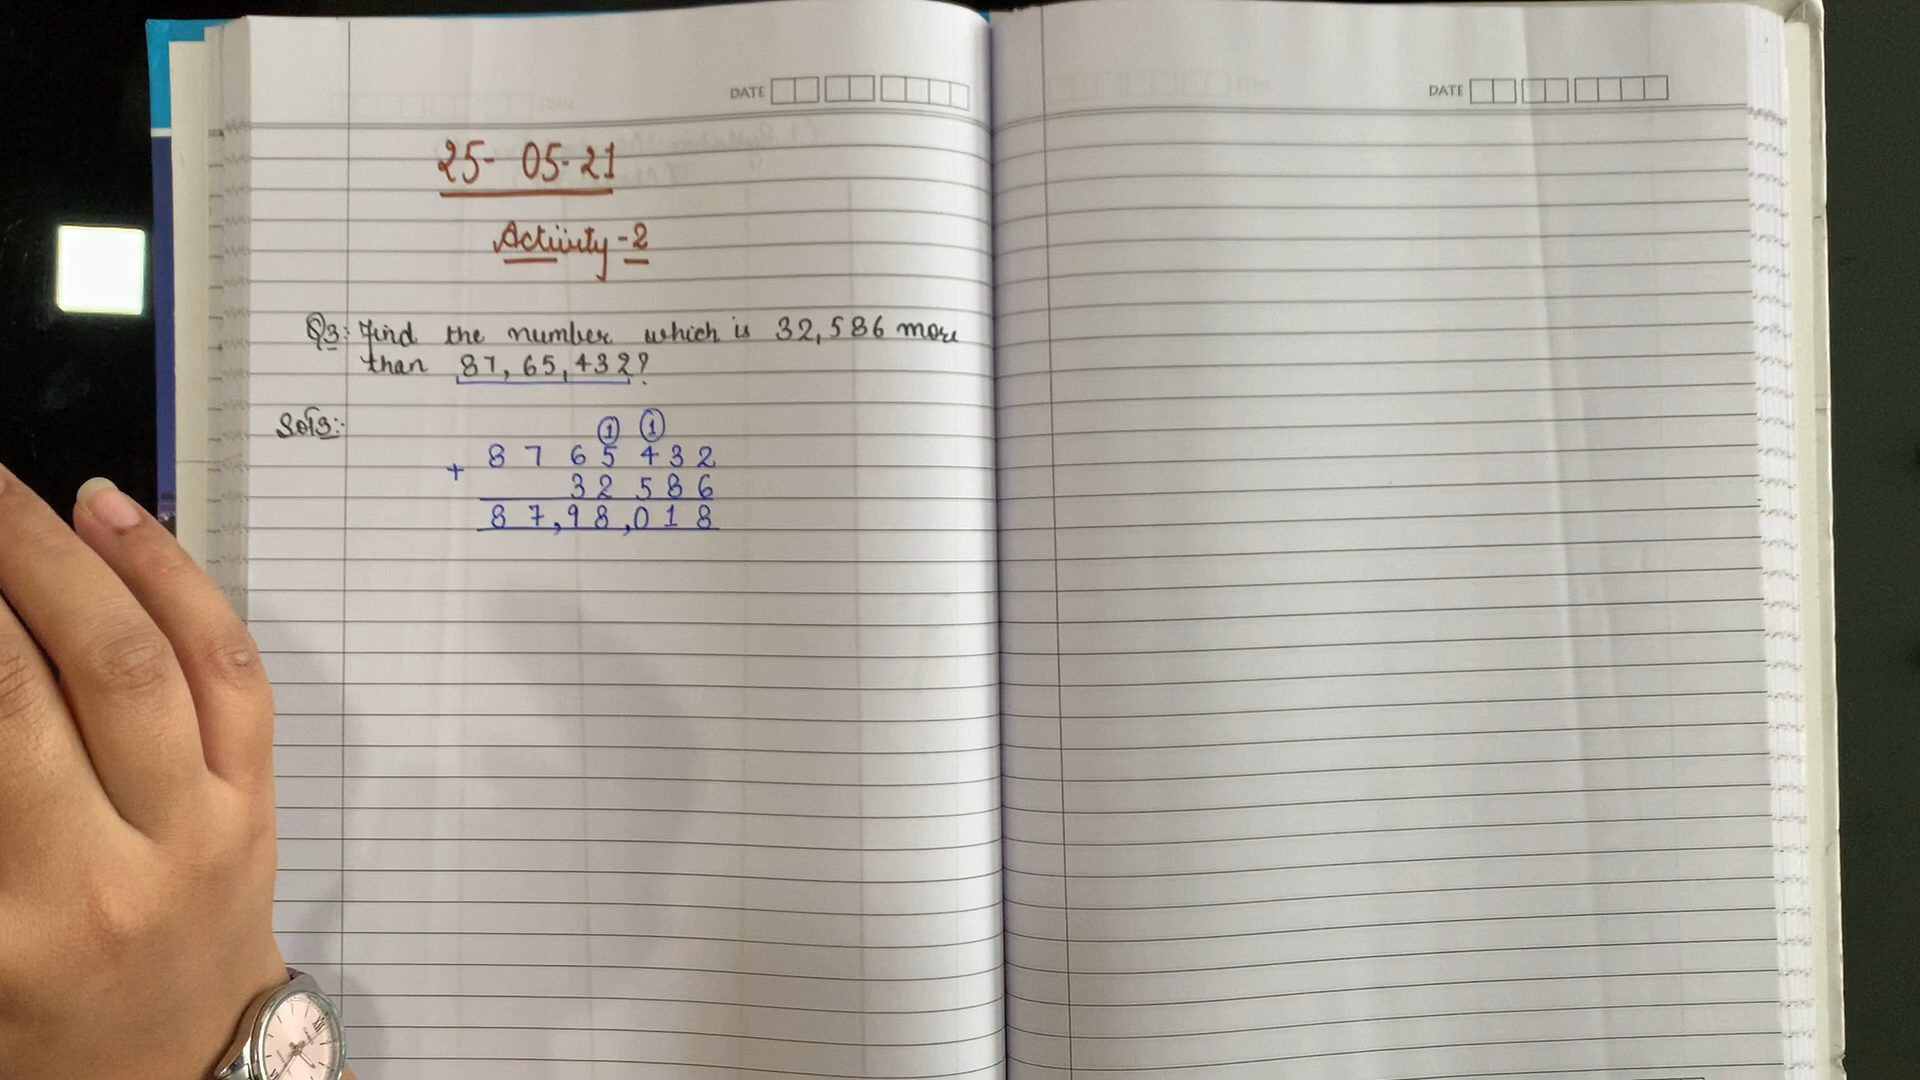 DATE
DATE
25- 05-21
Activity -2
Q3: Find the number which is 32,586 more
than 87,65,432?
Sol3:-
1 1
8 7 6 5 4 3 2
+ 3 2 5 8 6
8 7,9 8,0 1 8